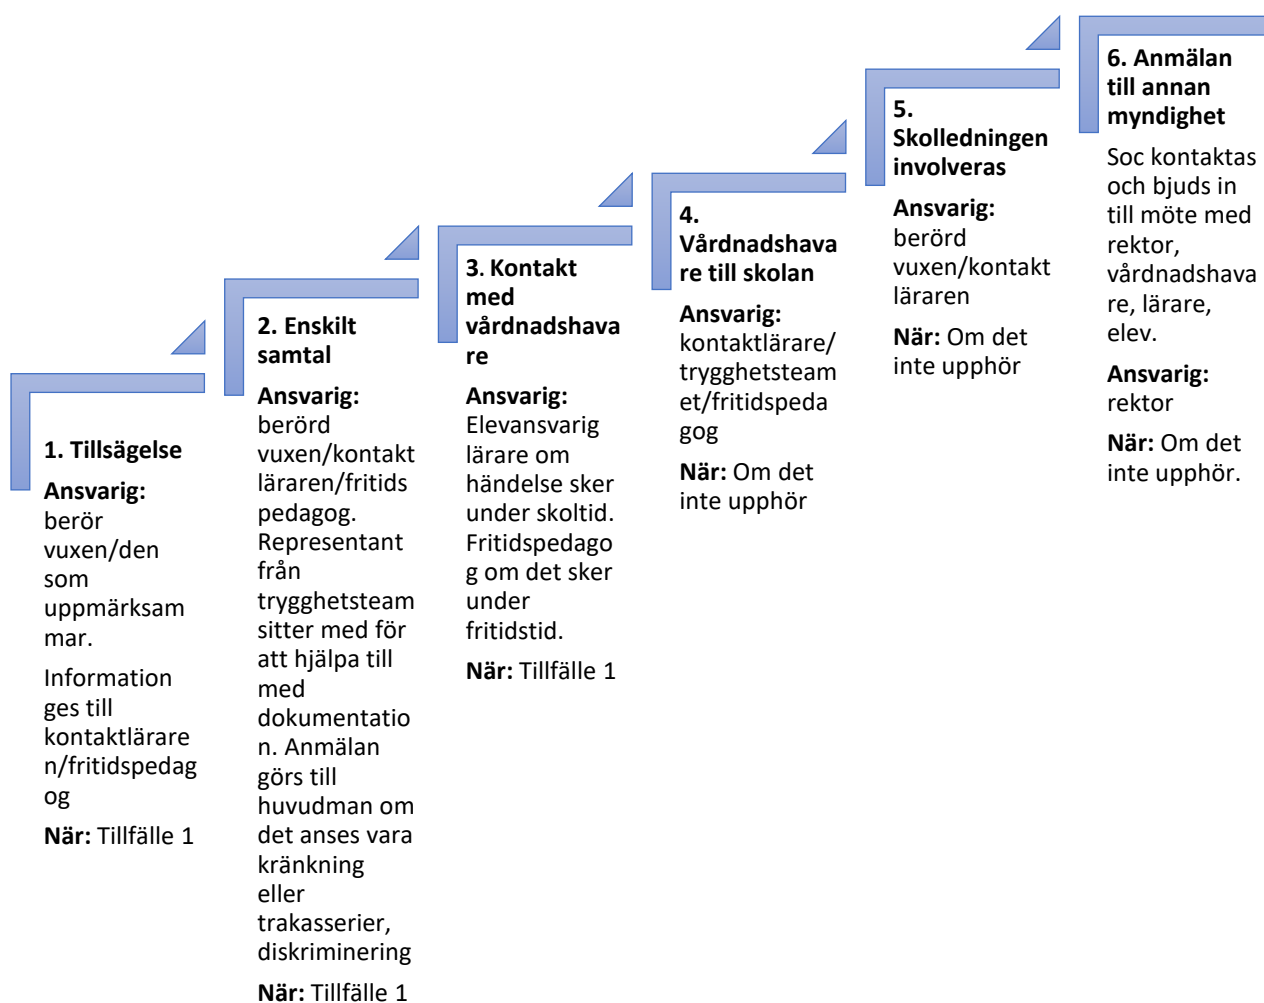 1. Tillsägelse
Ansvarig:
berör
vuxen/den
som
uppmärksam
mar.
Information
ges till
kontaktlärare
n/fritidspedag
og
När: Tillfälle 1
2. Enskilt
samtal
Ansvarig:
berörd
vuxen/kontakt
läraren/fritids
pedagog.
Representant
från
trygghetsteam
sitter med för
att hjälpa till
med
dokumentatio
n. Anmälan
görs till
huvudman om
det anses vara
kränkning
eller
trakasserier,
diskriminering
När: Tillfälle 1
3. Kontakt
med
vårdnadshava
re
Ansvarig:
Elevansvarig
lärare om
händelse sker
under skoltid.
Fritidspedago
g om det sker
under
fritidstid.
När: Tillfälle 1
4.
Vårdnadshava
re till skolan
Ansvarig:
kontaktlärare/
trygghetsteam
et/fritidspeda
gog
När: Om det
inte upphör
5.
Skolledningen
involveras
Ansvarig:
berörd
vuxen/kontakt
läraren
När: Om det
inte upphör
6. Anmälan
till annan
myndighet
Soc kontaktas
och bjuds in
till möte med
rektor,
vårdnadshava
re, lärare,
elev.
Ansvarig:
rektor
När: Om det
inte upphör.